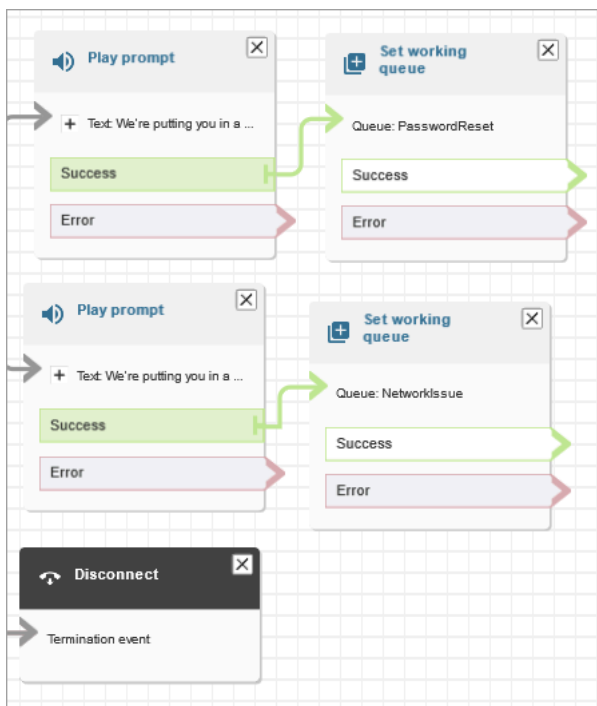 Play prompt
Text: We're putting you in a ...
Success
Error
Set working
queue
Queue: PasswordReset
Success
Error
Play prompt
Text: We're putting you in a ...
Success
Error
Set working
queue
Queue: NetworkIssue
Success
Error
Disconnect
Termination event